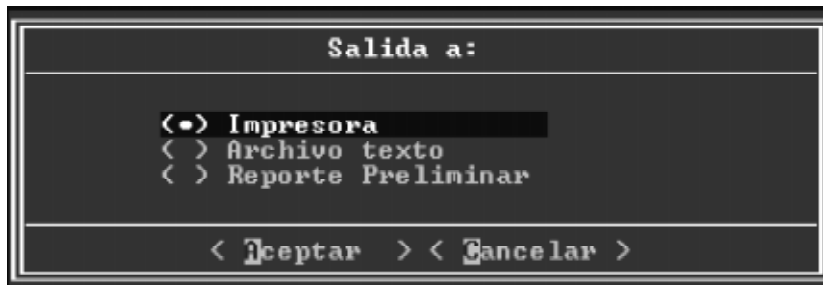 Salida a:
(•) Impresora
( ) Archivo texto
( ) Reporte Preliminar
< Aceptar > < Cancelar >